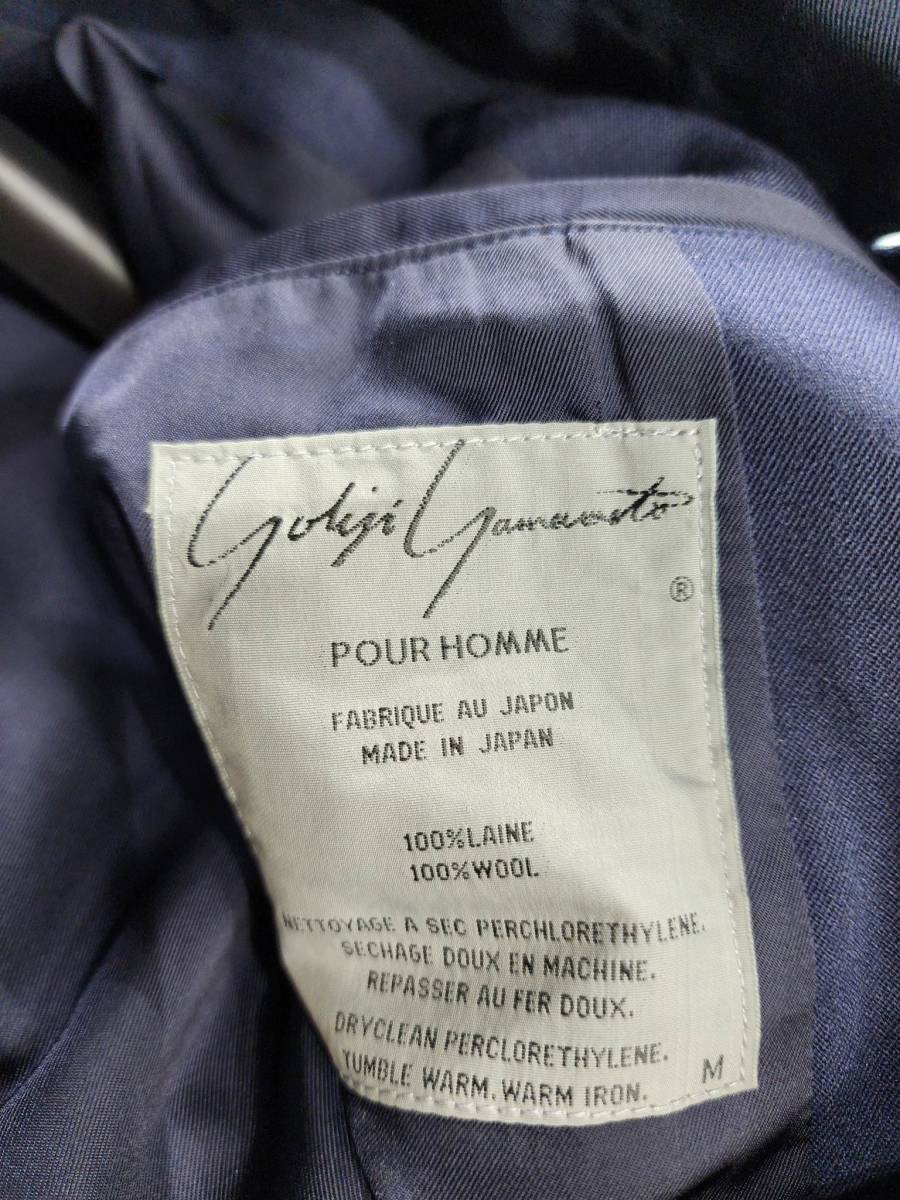 Yohji Yamamoto
®
POUR HOMME
FABRIQUE AU JAPON
MADE IN JAPAN
100%LAINE
100%WOOL
NETTOYAGE A SEC PERCHLORETHYLENE.
SECHAGE DOUX EN MACHINE.
REPASSER AU FER DOUX.
DRYCLEAN PERCLORETHYLENE.
TUMBLE WARM. WARM IRON.
M